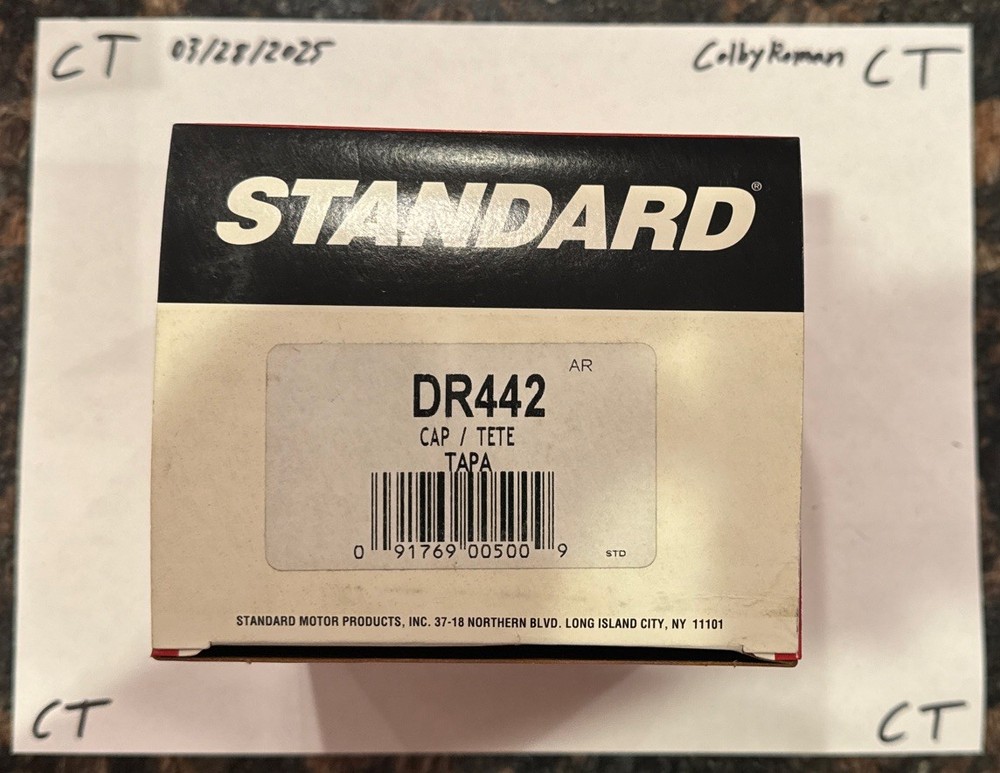 CT 03/28/2025 ColbyRoman CT
STANDARD®
AR
DR442
CAP / TETE
TAPA
0 91769 00500 9
STD
STANDARD MOTOR PRODUCTS, INC. 37-18 NORTHERN BLVD. LONG ISLAND CITY, NY 11101
CT CT